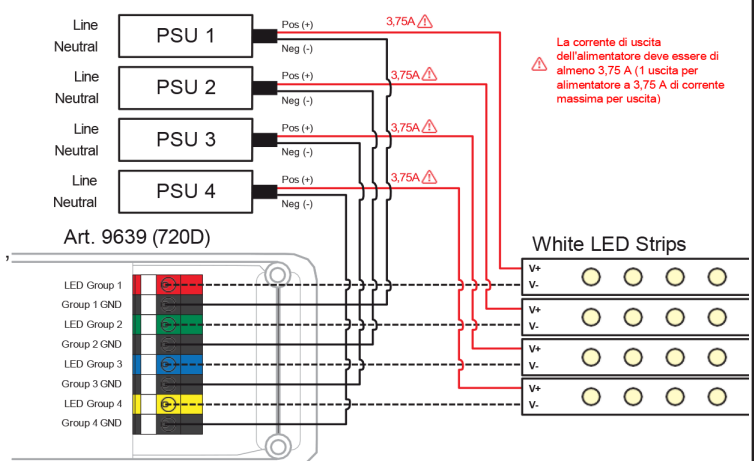 Line
Neutral
PSU 1
Pos (+)
Neg (-)
3,75A
Line
Neutral
PSU 2
Pos (+)
Neg (-)
3,75A
Line
Neutral
PSU 3
Pos (+)
Neg (-)
3,75A
Line
Neutral
PSU 4
Pos (+)
Neg (-)
3,75A
La corrente di uscita
dell'alimentatore deve essere di
almeno 3,75 A (1 uscita per
alimentatore a 3,75 A di corrente
massima per uscita)
Art. 9639 (720D)
,
LED Group 1
Group 1 GND
LED Group 2
Group 2 GND
LED Group 3
Group 3 GND
LED Group 4
Group 4 GND
White LED Strips
V+
V-
V+
V-
V+
V-
V+
V-